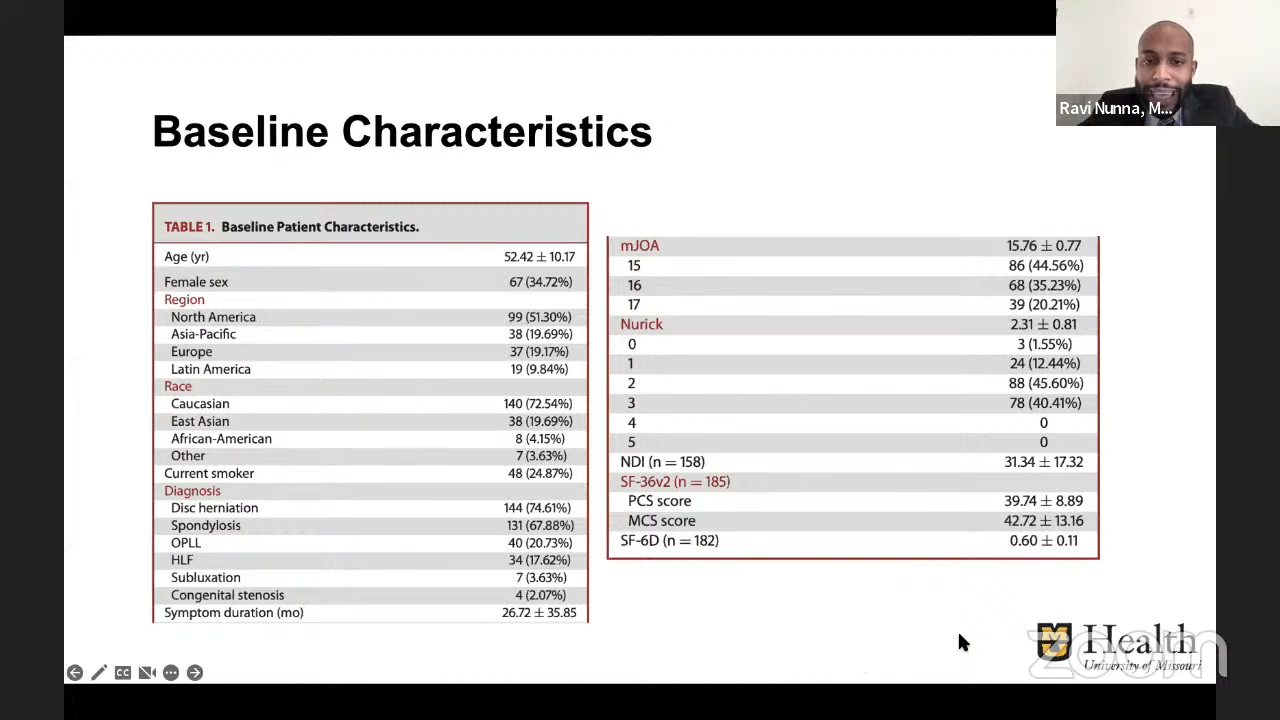 Ravi Nunna, M...
Baseline Characteristics
TABLE 1. Baseline Patient Characteristics.
Age (yr) 52.42 ± 10.17
Female sex 67 (34.72%)
Region
North America 99 (51.30%)
Asia-Pacific 38 (19.69%)
Europe 37 (19.17%)
Latin America 19 (9.84%)
Race
Caucasian 140 (72.54%)
East Asian 38 (19.69%)
African-American 8 (4.15%)
Other 7 (3.63%)
Current smoker 48 (24.87%)
Diagnosis
Disc herniation 144 (74.61%)
Spondylosis 131 (67.88%)
OPLL 40 (20.73%)
HLF 34 (17.62%)
Subluxation 7 (3.63%)
Congenital stenosis 4 (2.07%)
Symptom duration (mo) 26.72 ± 35.85
mJOA 15.76 ± 0.77
15 86 (44.56%)
16 68 (35.23%)
17 39 (20.21%)
Nurick 2.31 ± 0.81
0 3 (1.55%)
1 24 (12.44%)
2 88 (45.60%)
3 78 (40.41%)
4 0
5 0
NDI (n = 158) 31.34 ± 17.32
SF-36v2 (n = 185)
PCS score 39.74 ± 8.89
MCS score 42.72 ± 13.16
SF-6D (n = 182) 0.60 ± 0.11
CC
Health
University of Missouri
zoom